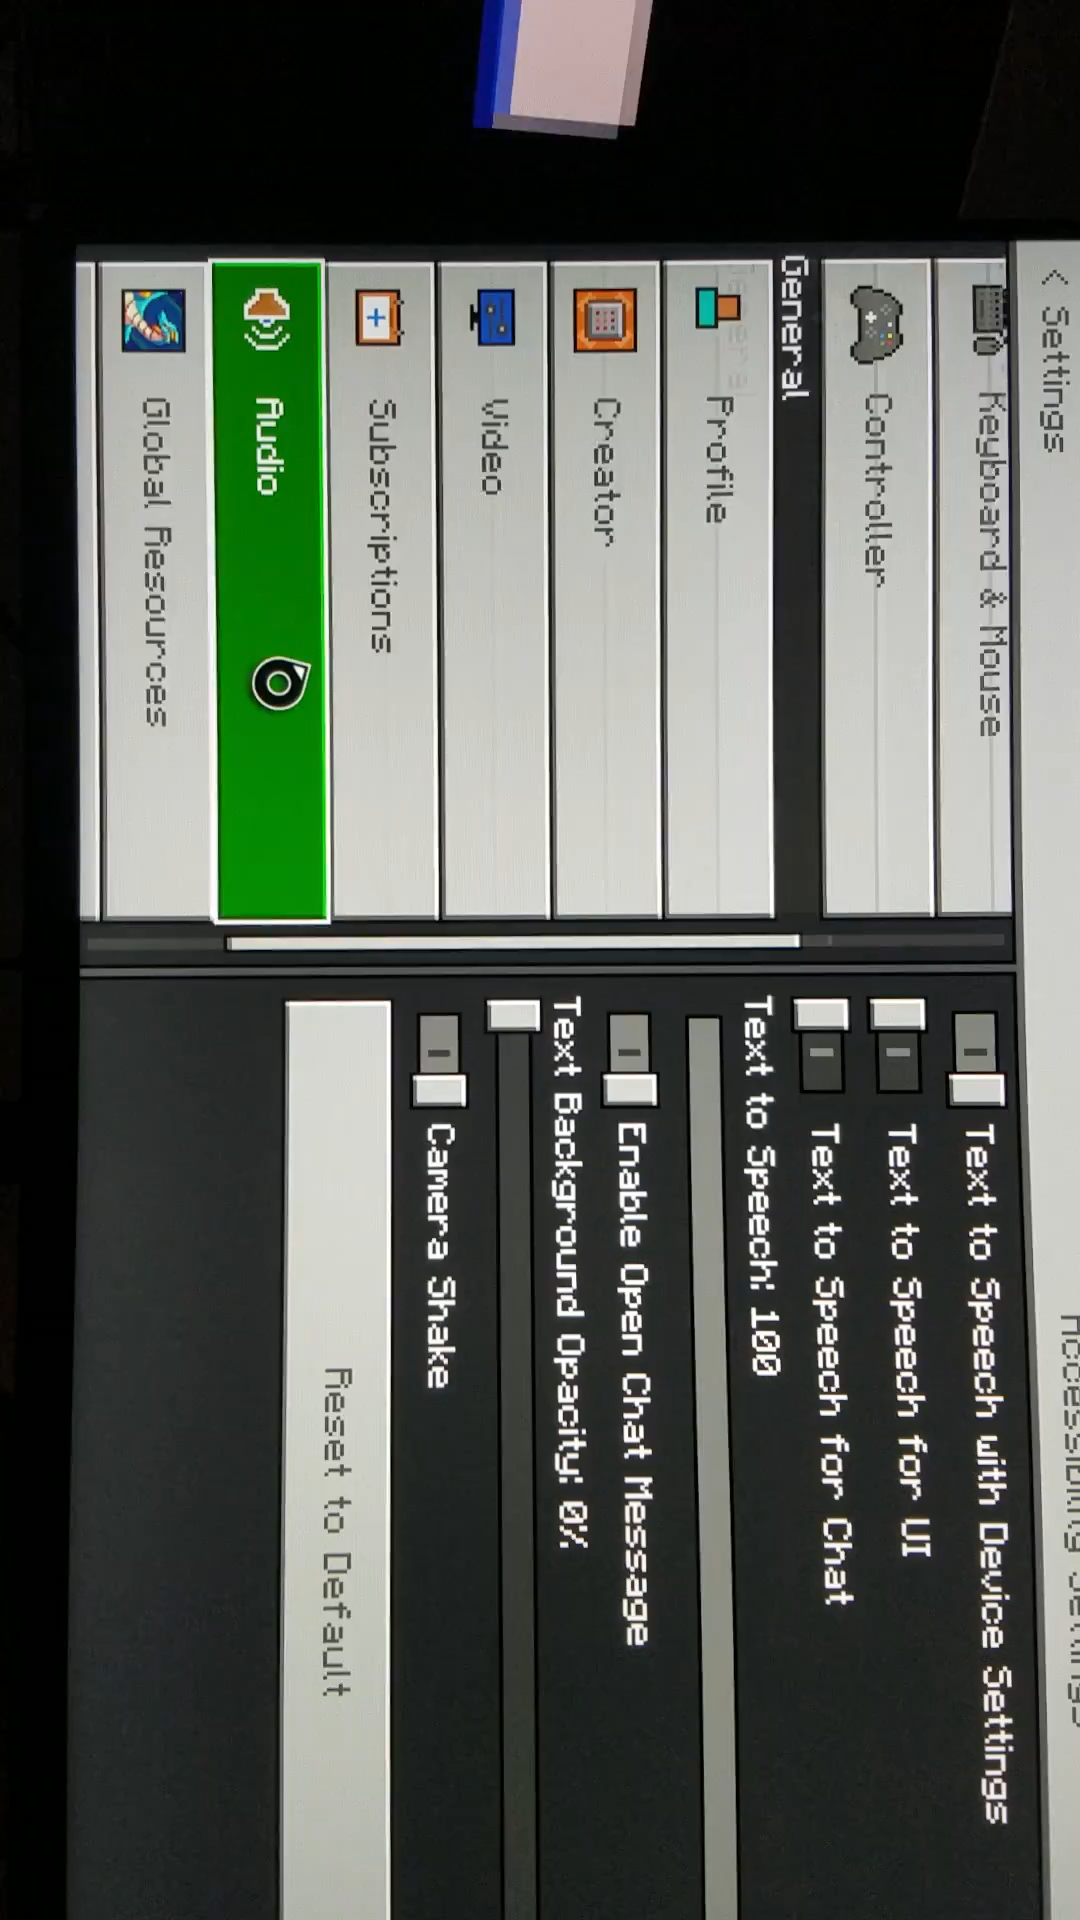 < Settings
Accessibility Settings
Keyboard & Mouse
Controller
General
Profile
Creator
Video
Subscriptions
Audio
Global Resources
Text to Speech with Device Settings
Text to Speech for UI
Text to Speech for Chat
Text to Speech: 100
Enable Open Chat Message
Text Background Opacity: 0%
Camera Shake
Reset to Default